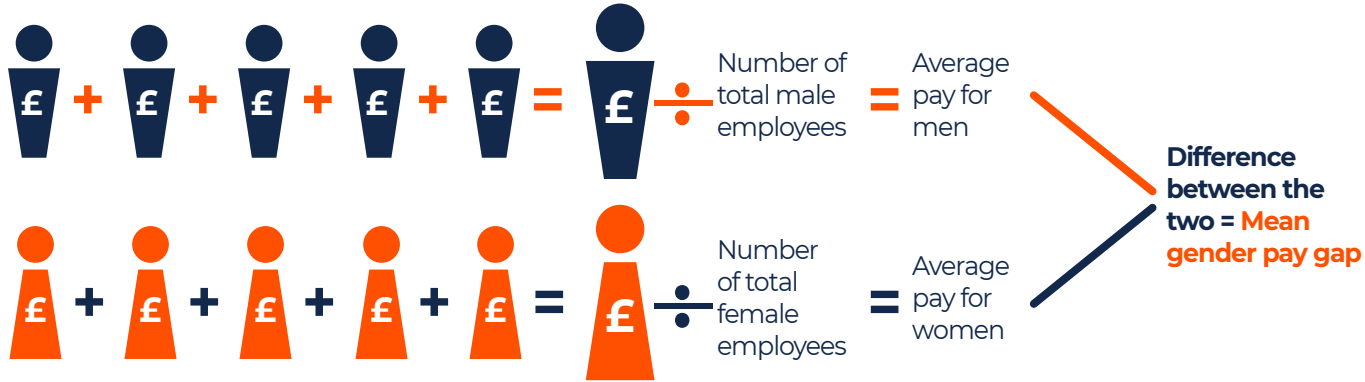 £ + £ + £ + £ + £ = £ ÷
Number of
total male
employees
=
Average
pay for
men
£ + £ + £ + £ + £ = £ ÷
Number
of total
female
employees
=
Average
pay for
women
Difference
between the
two = Mean
gender pay gap